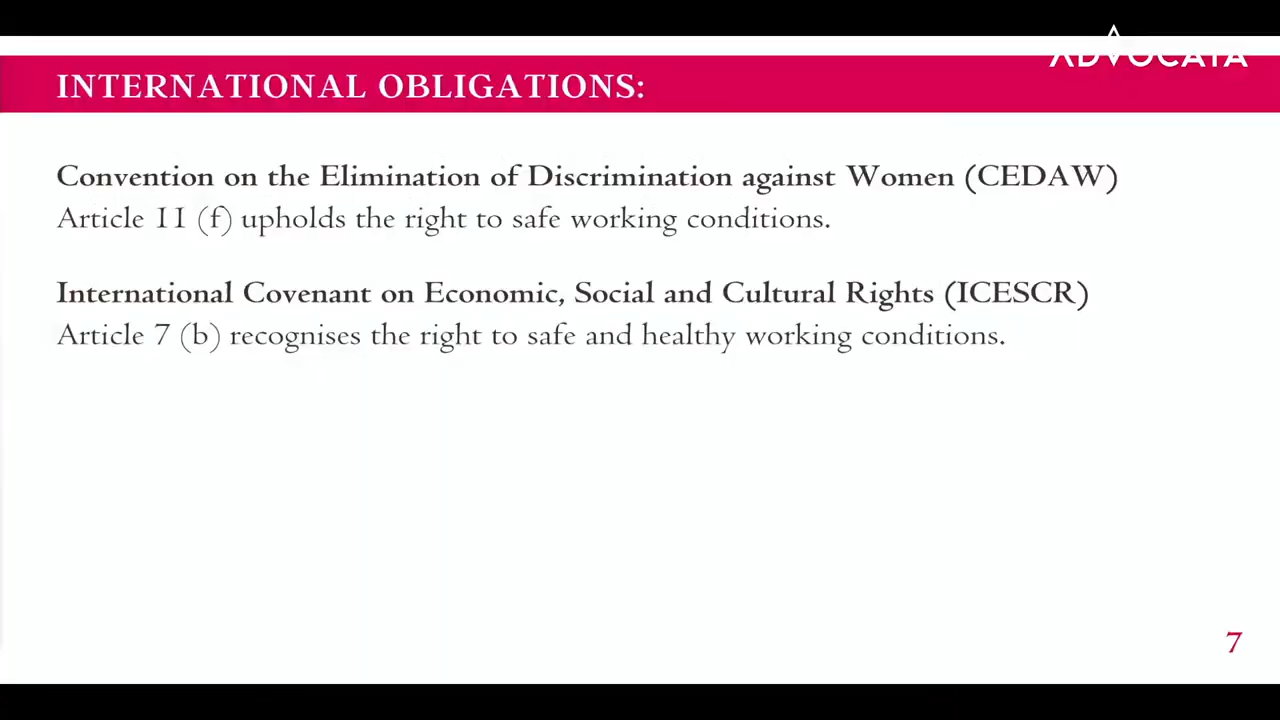 ADVOCATA
INTERNATIONAL OBLIGATIONS:
Convention on the Elimination of Discrimination against Women (CEDAW)
Article 11 (f) upholds the right to safe working conditions.
International Covenant on Economic, Social and Cultural Rights (ICESCR)
Article 7 (b) recognises the right to safe and healthy working conditions.
7